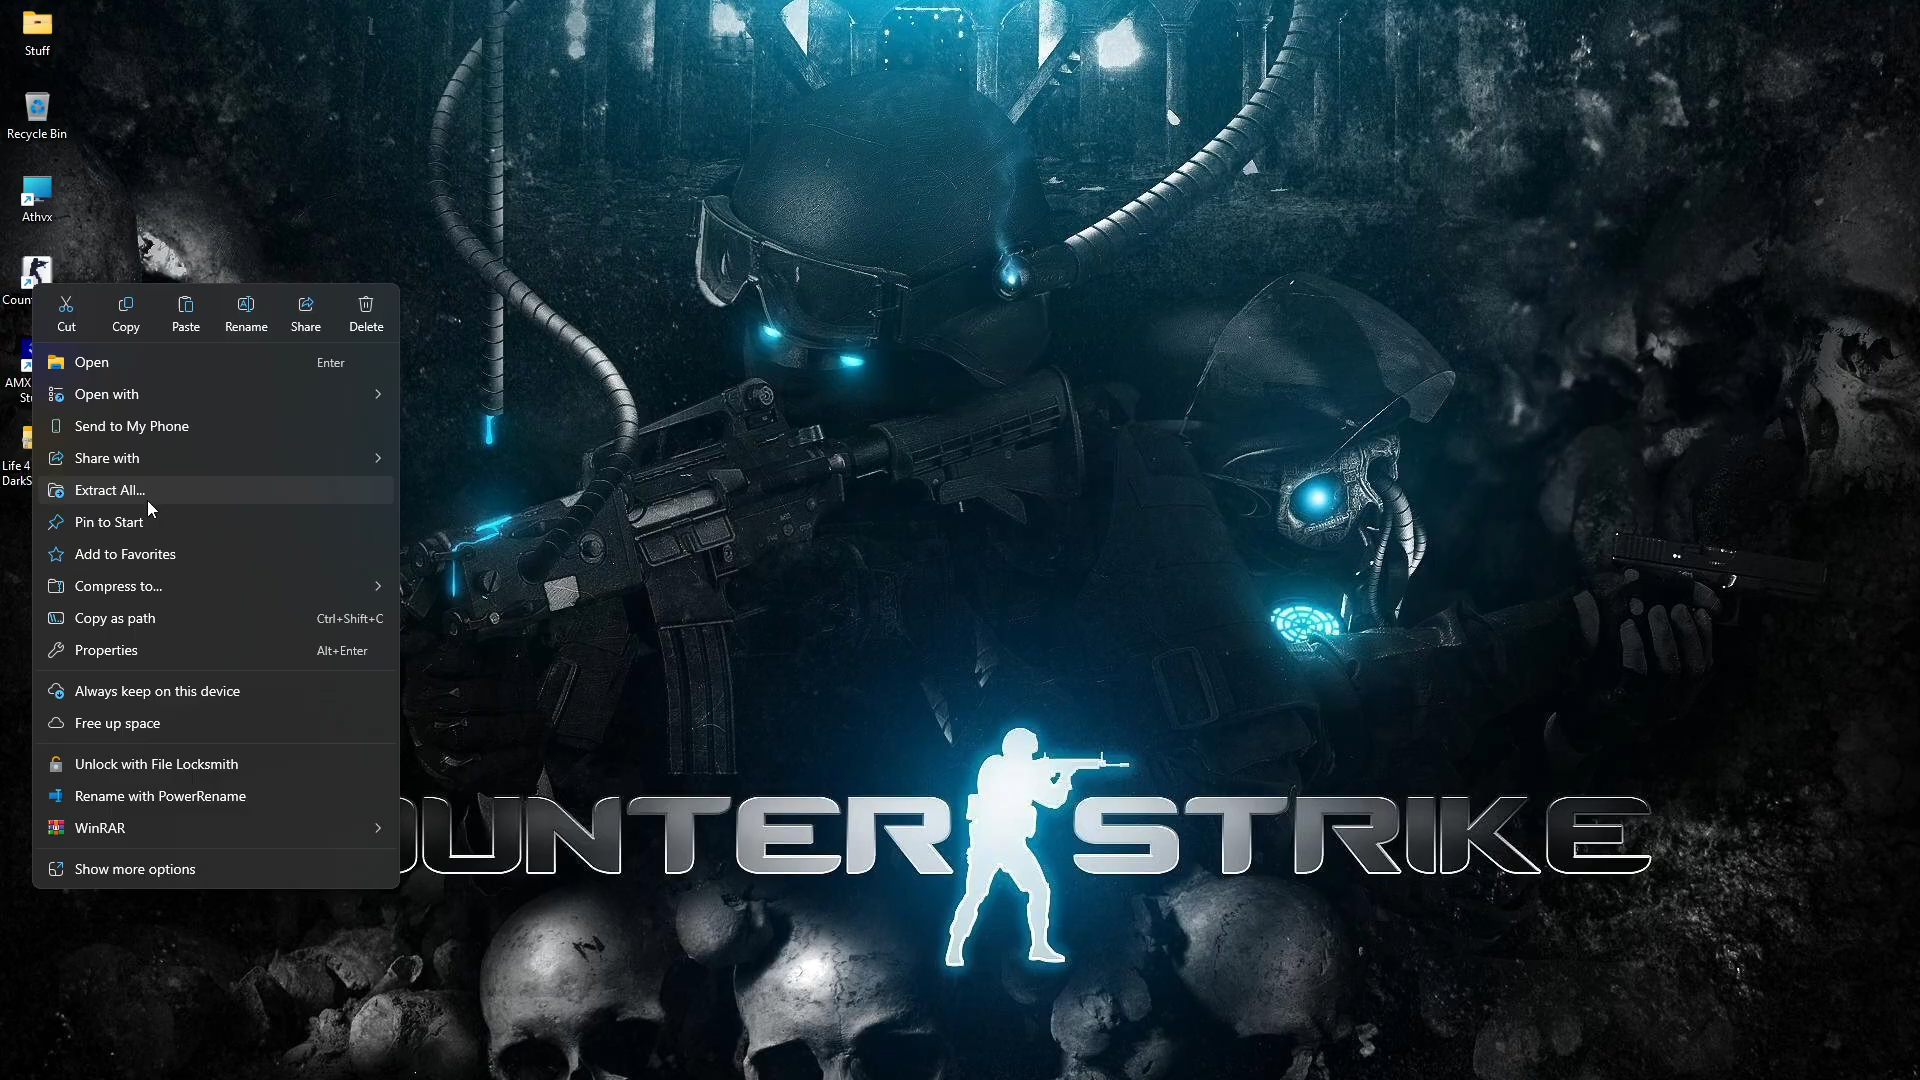 Stuff
Recycle Bin
Athvx
Coun
AMX
Stu
Life 4
DarkS
Cut
Copy
Paste
Rename
Share
Delete
Open Enter
Open with
Send to My Phone
Share with
Extract All...
Pin to Start
Add to Favorites
Compress to...
Copy as path Ctrl+Shift+C
Properties Alt+Enter
Always keep on this device
Free up space
Unlock with File Locksmith
Rename with PowerRename
WinRAR
Show more options
OUNTER STRIKE